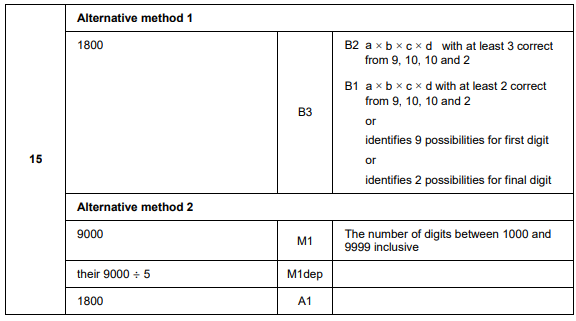 Alternative method 1
1800
B3
B2 a × b × c × d with at least 3 correct
from 9, 10, 10 and 2
B1 a × b × c × d with at least 2 correct
from 9, 10, 10 and 2
or
identifies 9 possibilities for first digit
or
identifies 2 possibilities for final digit
15
Alternative method 2
9000
M1
The number of digits between 1000 and
9999 inclusive
their 9000 ÷ 5
M1dep
1800
A1